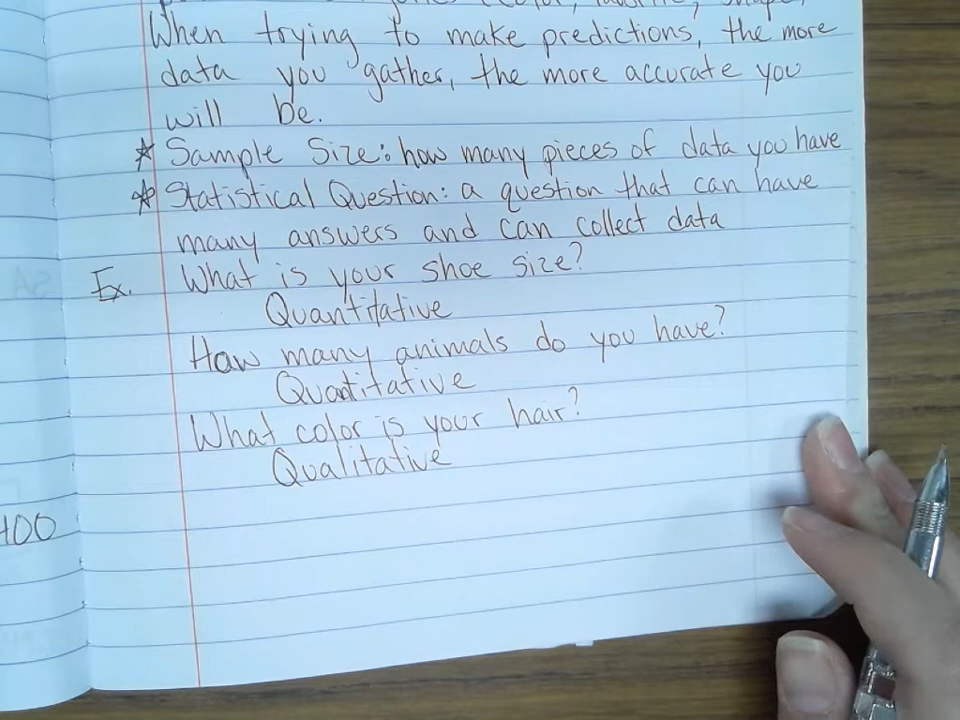 When trying to make predictions, the more
data you gather, the more accurate you
will be.
* Sample Size: how many pieces of data you have
* Statistical Question: a question that can have
many answers and can collect data
Ex. What is your shoe size?
Quantitative
How many animals do you have?
Quantitative
What color is your hair?
Qualitative
400